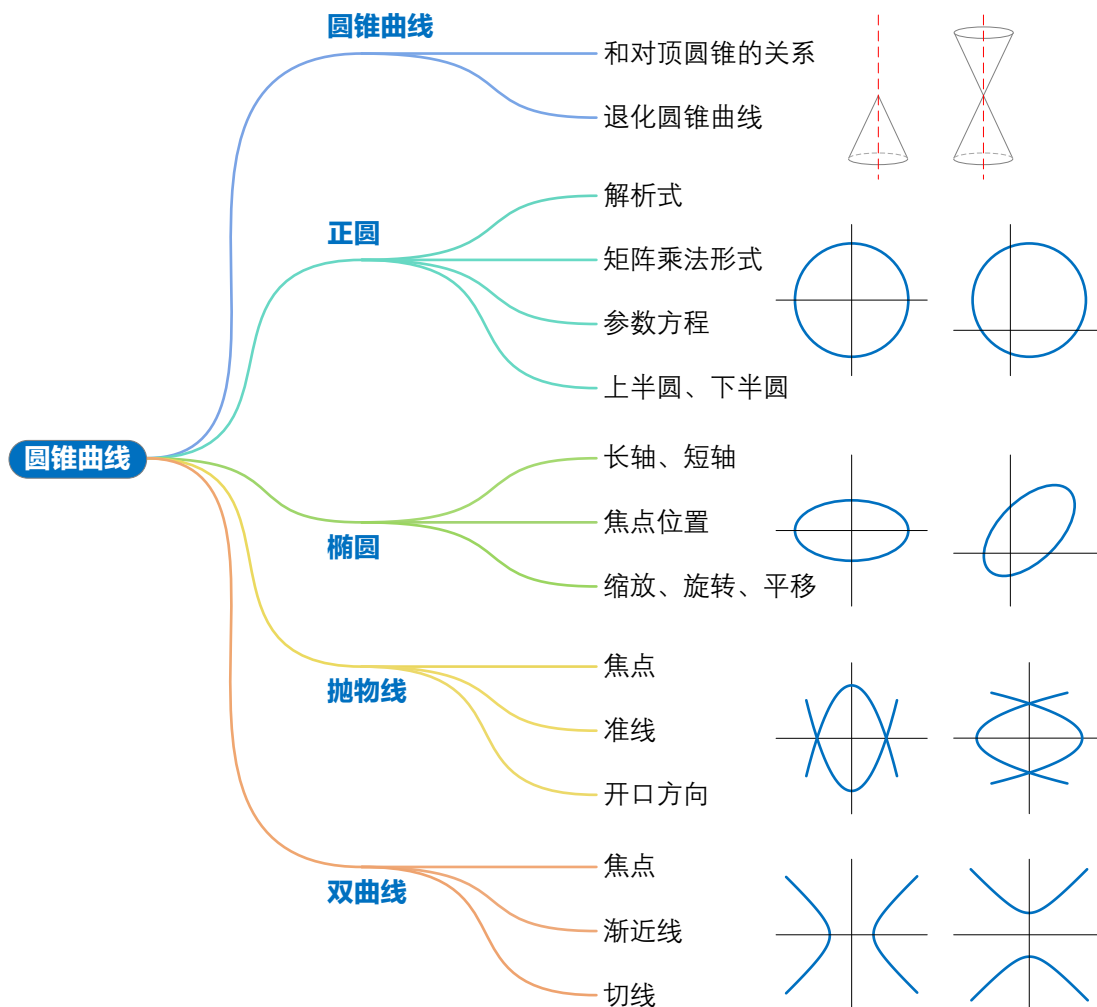 圆锥曲线
圆锥曲线
和对顶圆锥的关系
退化圆锥曲线
正圆
解析式
矩阵乘法形式
参数方程
上半圆、下半圆
椭圆
长轴、短轴
焦点位置
缩放、旋转、平移
抛物线
焦点
准线
开口方向
双曲线
焦点
渐近线
切线